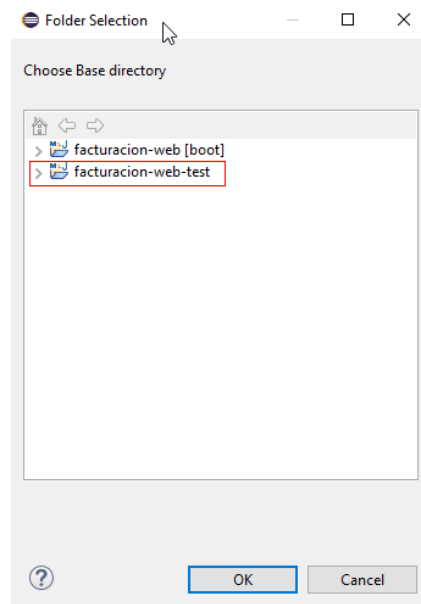 Folder Selection
Choose Base directory
facturacion-web [boot]
facturacion-web-test
?
OK
Cancel